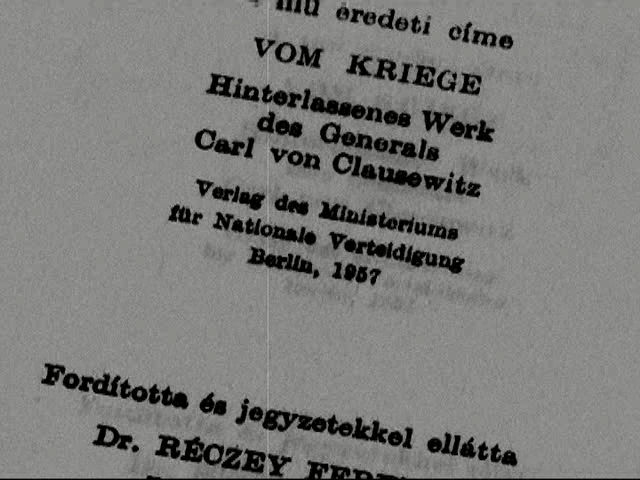 mű eredeti címe
VOM KRIEGE
Hinterlassenes Werk
des Generals
Carl von Clausewitz
Verlag des Ministeriums
für Nationale Verteidigung
Berlin, 1957
Fordította és jegyzetekkel ellátta
Dr. RÉCZEY